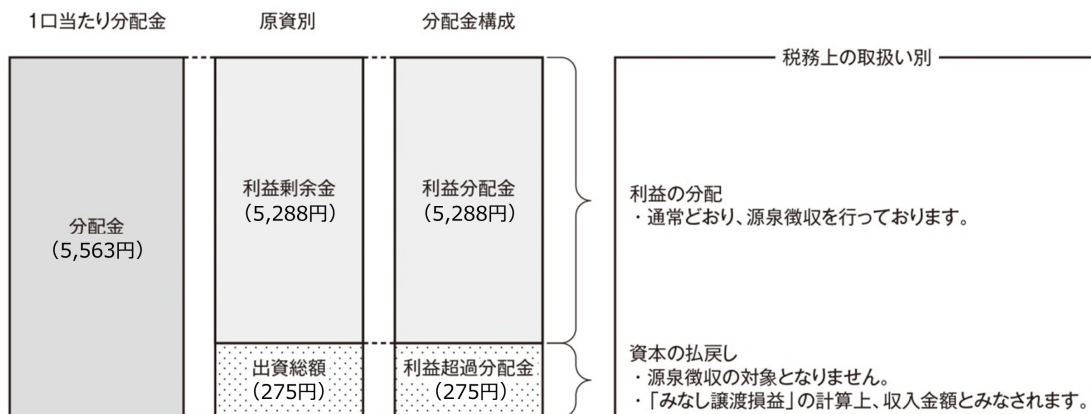 1口当たり分配金
原資別
分配金構成
税務上の取扱い別
分配金
（5,563円）
利益剰余金
（5,288円）
利益分配金
（5,288円）
利益の分配
・通常どおり、源泉徴収を行っております。
出資総額
（275円）
利益超過分配金
（275円）
資本の払戻し
・源泉徴収の対象となりません。
・「みなし譲渡損益」の計算上、収入金額とみなされます。